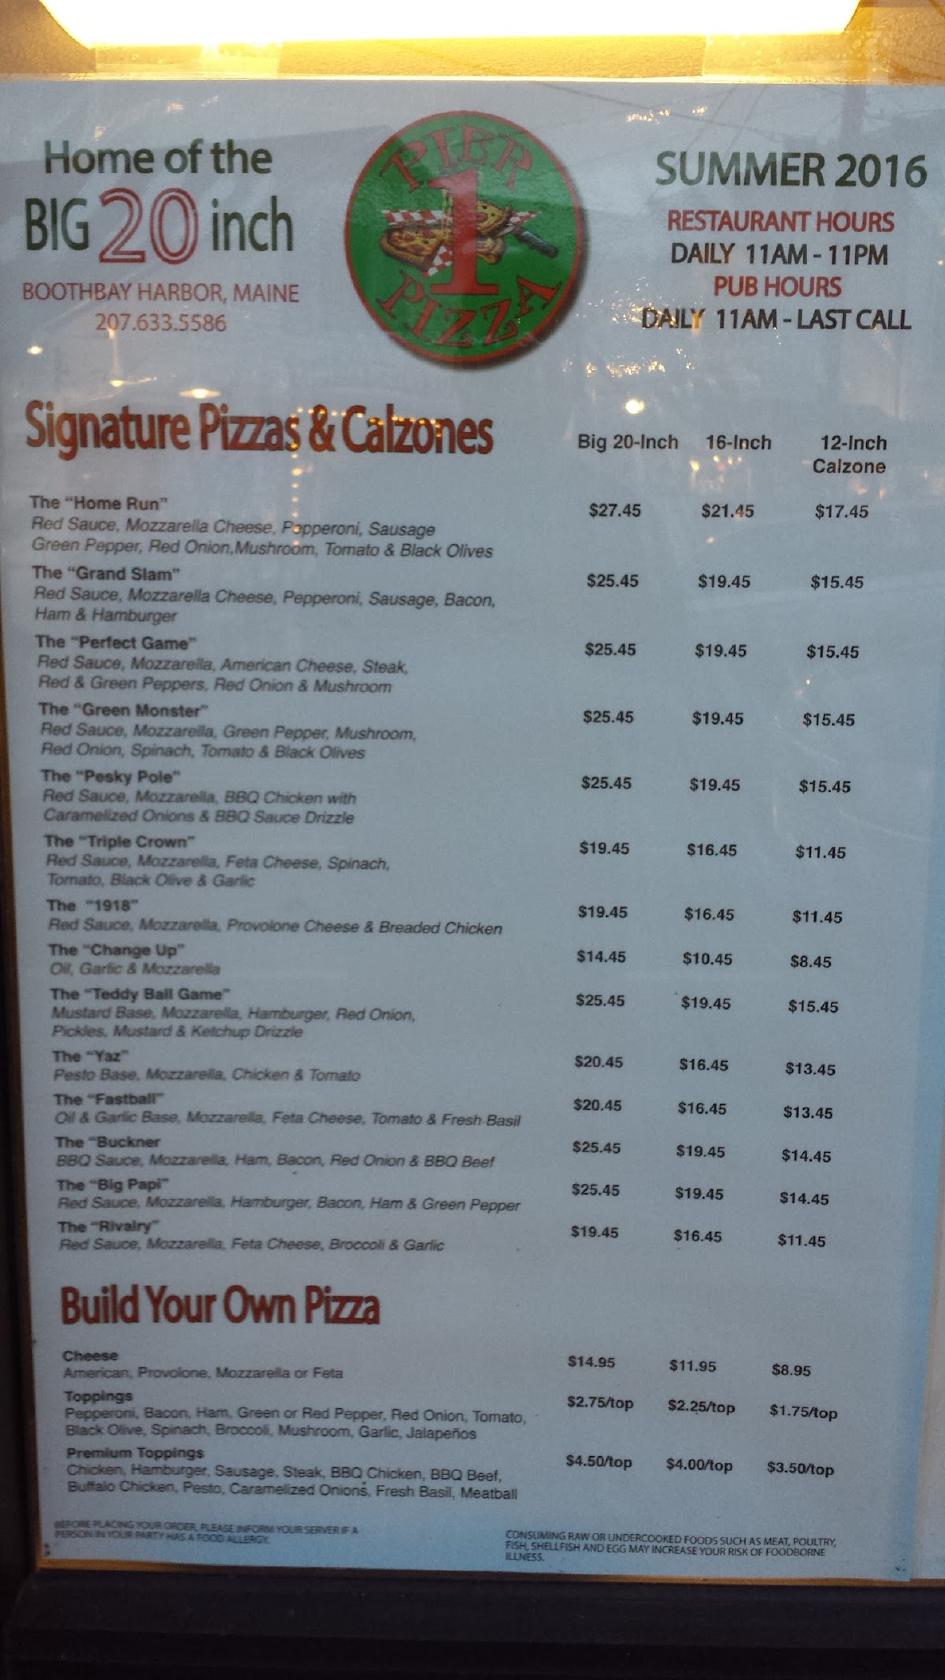 Home of the
BIG 20 inch
BOOTHBAY HARBOR, MAINE
207.633.5586
PIER
1
PIZZA
SUMMER 2016
RESTAURANT HOURS
DAILY 11AM - 11PM
PUB HOURS
DAILY 11AM - LAST CALL
Signature Pizzas & Calzones
Big 20-Inch 16-Inch 12-Inch
Calzone
The "Home Run" $27.45 $21.45 $17.45
Red Sauce, Mozzarella Cheese, Pepperoni, Sausage
Green Pepper, Red Onion,Mushroom, Tomato & Black Olives
The "Grand Slam" $25.45 $19.45 $15.45
Red Sauce, Mozzarella Cheese, Pepperoni, Sausage, Bacon,
Ham & Hamburger
The "Perfect Game" $25.45 $19.45 $15.45
Red Sauce, Mozzarella, American Cheese, Steak,
Red & Green Peppers, Red Onion & Mushroom
The "Green Monster" $25.45 $19.45 $15.45
Red Sauce, Mozzarella, Green Pepper, Mushroom,
Red Onion, Spinach, Tomato & Black Olives
The "Pesky Pole" $25.45 $19.45 $15.45
Red Sauce, Mozzarella, BBQ Chicken with
Caramelized Onions & BBQ Sauce Drizzle
The "Triple Crown" $19.45 $16.45 $11.45
Red Sauce, Mozzarella, Feta Cheese, Spinach,
Tomato, Black Olive & Garlic
The "1918" $19.45 $16.45 $11.45
Red Sauce, Mozzarella, Provolone Cheese & Breaded Chicken
The "Change Up" $14.45 $10.45 $8.45
Oil, Garlic & Mozzarella
The "Teddy Ball Game" $25.45 $19.45 $15.45
Mustard Base, Mozzarella, Hamburger, Red Onion,
Pickles, Mustard & Ketchup Drizzle
The "Yaz" $20.45 $16.45 $13.45
Pesto Base, Mozzarella, Chicken & Tomato
The "Fastball" $20.45 $16.45 $13.45
Oil & Garlic Base, Mozzarella, Feta Cheese, Tomato & Fresh Basil
The "Buckner $25.45 $19.45 $14.45
BBQ Sauce, Mozzarella, Ham, Bacon, Red Onion & BBQ Beef
The "Big Papi" $25.45 $19.45 $14.45
Red Sauce, Mozzarella, Hamburger, Bacon, Ham & Green Pepper
The "Rivalry" $19.45 $16.45 $11.45
Red Sauce, Mozzarella, Feta Cheese, Broccoli & Garlic
Build Your Own Pizza
Cheese $14.95 $11.95 $8.95
American, Provolone, Mozzarella or Feta
Toppings $2.75/top $2.25/top $1.75/top
Pepperoni, Bacon, Ham, Green or Red Pepper, Red Onion, Tomato,
Black Olive, Spinach, Broccoli, Mushroom, Garlic, Jalapeños
Premium Toppings $4.50/top $4.00/top $3.50/top
Chicken, Hamburger, Sausage, Steak, BBQ Chicken, BBQ Beef,
Buffalo Chicken, Pesto, Caramelized Onions, Fresh Basil, Meatball
BEFORE PLACING YOUR ORDER, PLEASE INFORM YOUR SERVER IF A
PERSON IN YOUR PARTY HAS A FOOD ALLERGY.
CONSUMING RAW OR UNDERCOOKED FOODS SUCH AS MEAT, POULTRY,
FISH, SHELLFISH AND EGG MAY INCREASE YOUR RISK OF FOODBORNE
ILLNESS.